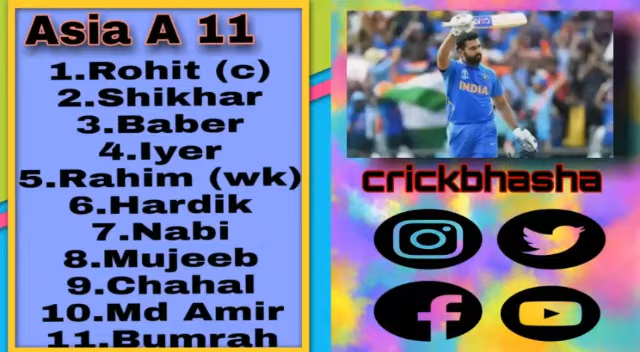 Asia A 11
1.Rohit (c)
2.Shikhar
3.Baber
4.Iyer
5.Rahim (wk)
6.Hardik
7.Nabi
8.Mujeeb
9.Chahal
10.Md Amir
11.Bumrah
INDIA
crickbhasha